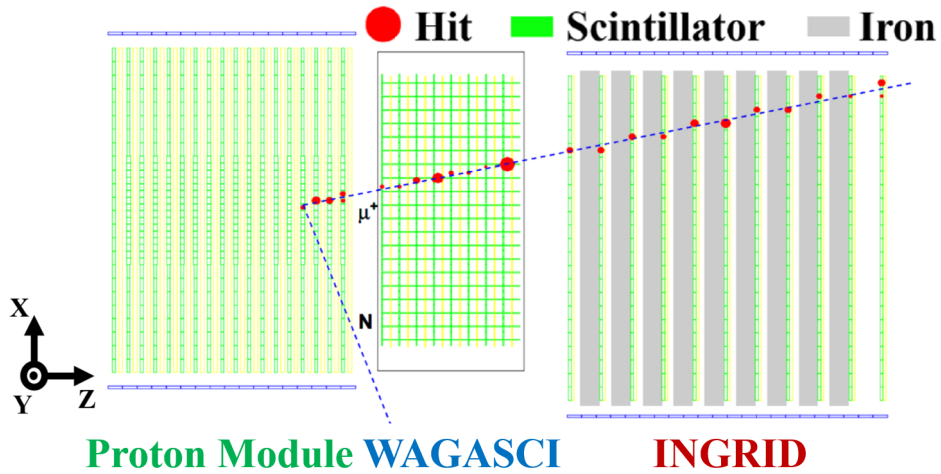 Hit Scintillator Iron
μ+
N
X
Y
Z
Proton Module WAGASCI INGRID